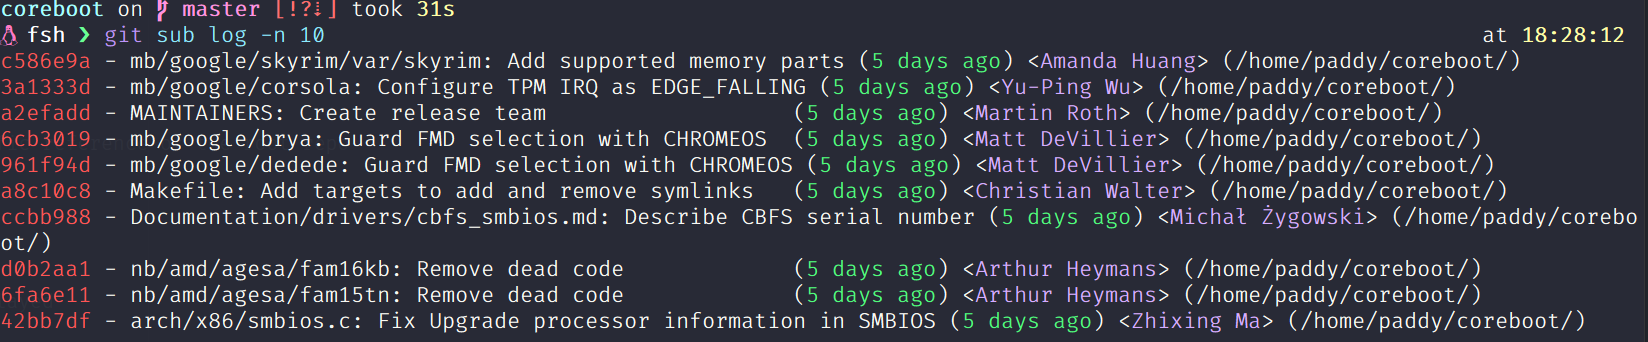 coreboot on master [!?⇣] took 31s
fsh ❯ git sub log -n 10 at 18:28:12
c586e9a - mb/google/skyrim/var/skyrim: Add supported memory parts (5 days ago) <Amanda Huang> (/home/paddy/coreboot/)
3a1333d - mb/google/corsola: Configure TPM IRQ as EDGE_FALLING (5 days ago) <Yu-Ping Wu> (/home/paddy/coreboot/)
a2efadd - MAINTAINERS: Create release team (5 days ago) <Martin Roth> (/home/paddy/coreboot/)
6cb3019 - mb/google/brya: Guard FMD selection with CHROMEOS (5 days ago) <Matt DeVillier> (/home/paddy/coreboot/)
961f94d - mb/google/dedede: Guard FMD selection with CHROMEOS (5 days ago) <Matt DeVillier> (/home/paddy/coreboot/)
a8c10c8 - Makefile: Add targets to add and remove symlinks (5 days ago) <Christian Walter> (/home/paddy/coreboot/)
ccbb988 - Documentation/drivers/cbfs_smbios.md: Describe CBFS serial number (5 days ago) <Michał Żygowski> (/home/paddy/corebo
ot/)
d0b2aa1 - nb/amd/agesa/fam16kb: Remove dead code (5 days ago) <Arthur Heymans> (/home/paddy/coreboot/)
6fa6e11 - nb/amd/agesa/fam15tn: Remove dead code (5 days ago) <Arthur Heymans> (/home/paddy/coreboot/)
42bb7df - arch/x86/smbios.c: Fix Upgrade processor information in SMBIOS (5 days ago) <Zhixing Ma> (/home/paddy/coreboot/)